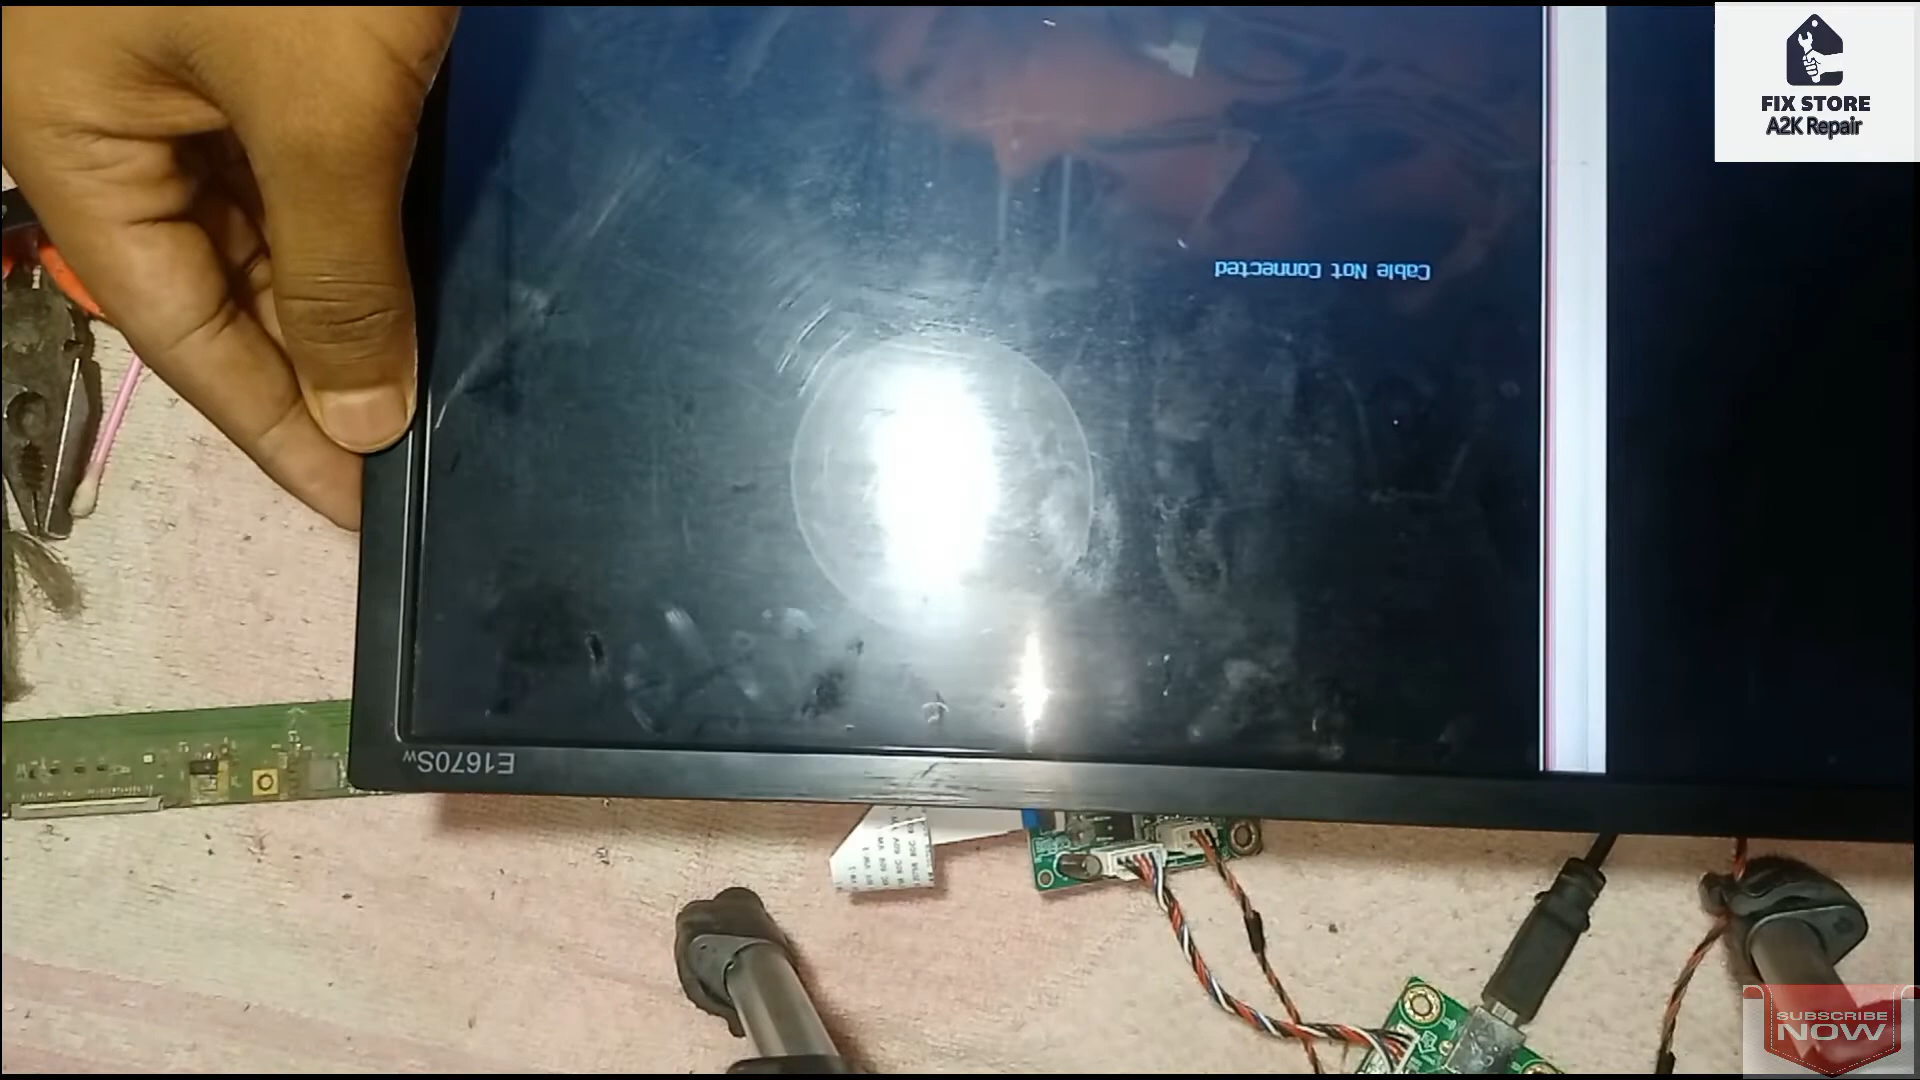 FIX STORE
A2K Repair
Cable Not Connected
E1670Sw
SUBSCRIBE
NOW